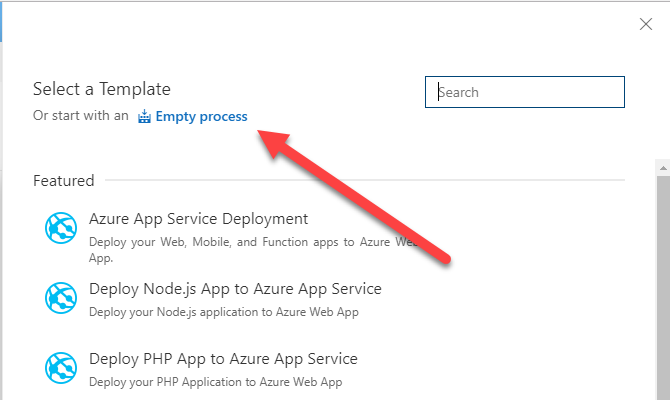 Select a Template
Search
Or start with an Empty process
Featured
Azure App Service Deployment
Deploy your Web, Mobile, and Function apps to Azure Web
App.
Deploy Node.js App to Azure App Service
Deploy your Node.js application to Azure Web App
Deploy PHP App to Azure App Service
Deploy your PHP Application to Azure Web App